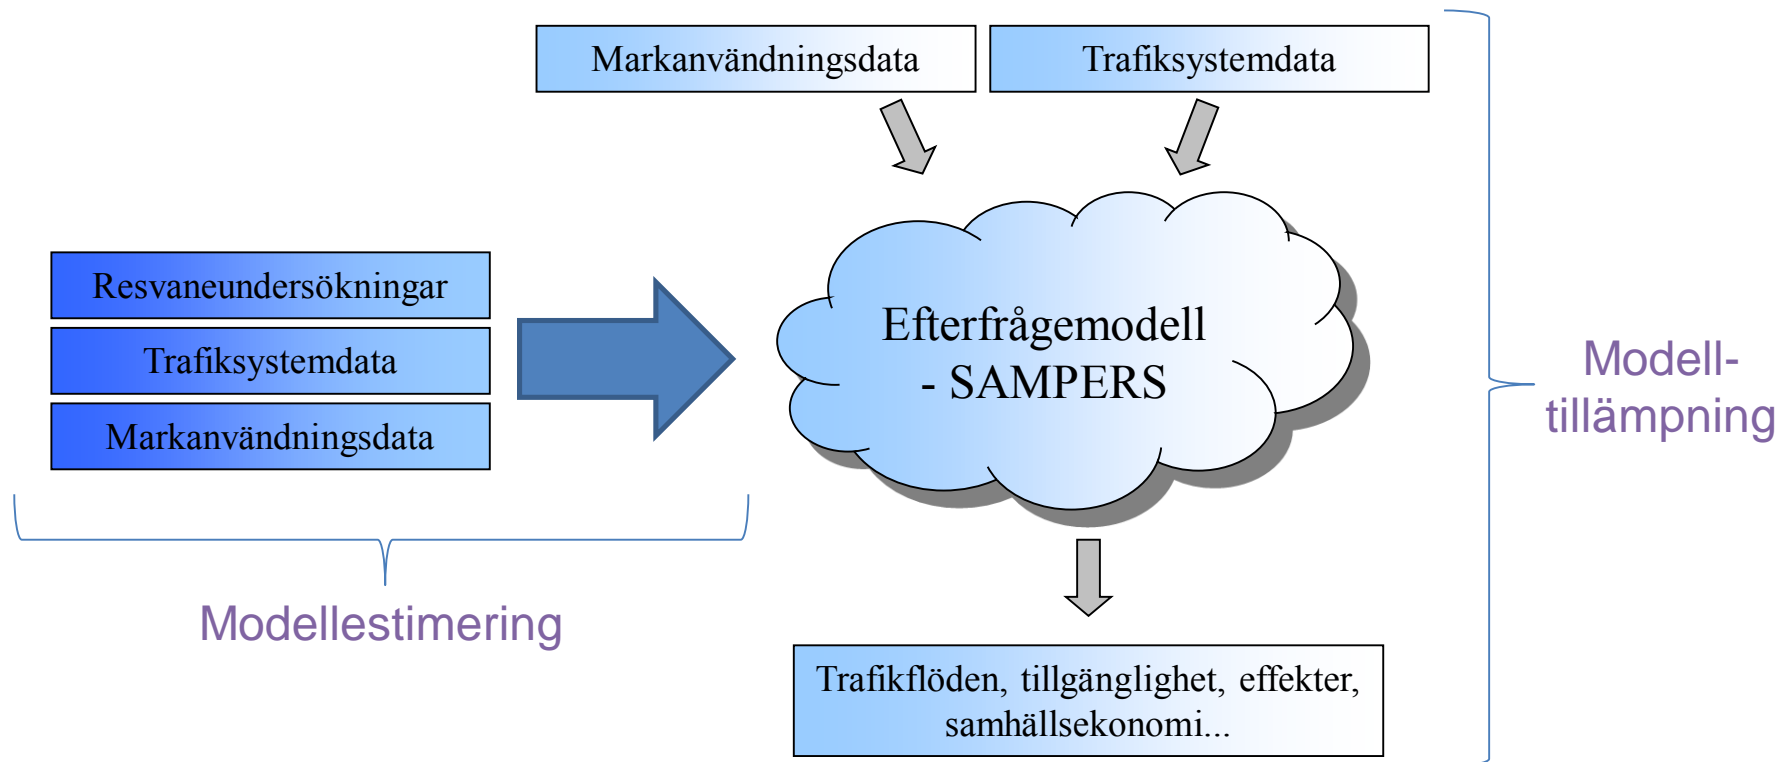 Markanvändningsdata
Trafiksystemdata
Resvaneundersökningar
Trafiksystemdata
Markanvändningsdata
Efterfrågemodell
- SAMPERS
Modell-
tillämpning
Modellestimering
Trafikflöden, tillgänglighet, effekter,
samhällsekonomi...